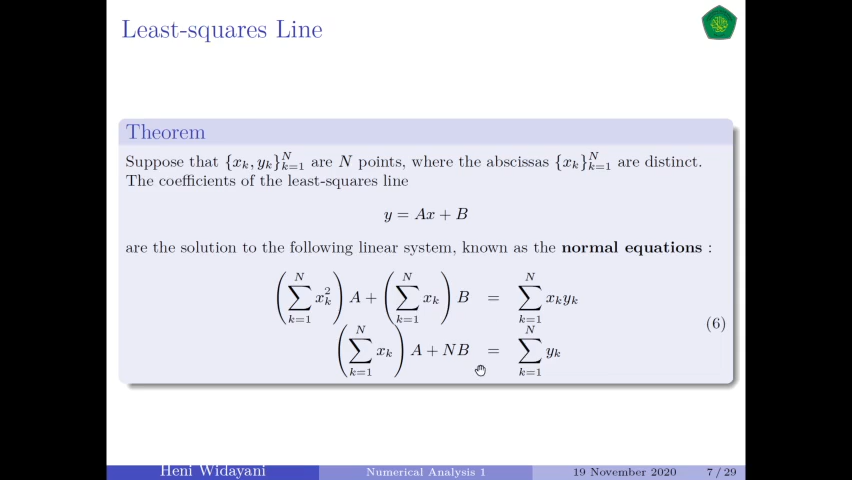 Least-squares Line
Theorem
Suppose that {x_k, y_k}_{k=1}^N are N points, where the abscissas {x_k}_{k=1}^N are distinct.
The coefficients of the least-squares line
y = Ax + B
are the solution to the following linear system, known as the normal equations :
(∑_{k=1}^N x_k^2) A + (∑_{k=1}^N x_k) B = ∑_{k=1}^N x_k y_k
(∑_{k=1}^N x_k) A + NB = ∑_{k=1}^N y_k
(6)
Heni Widayani Numerical Analysis 1 19 November 2020 7 / 29